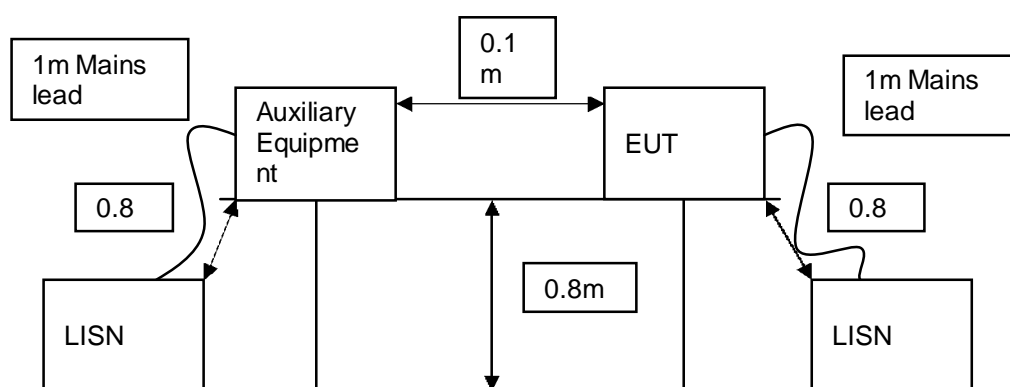 0.1
m
1m Mains
lead
1m Mains
lead
Auxiliary
Equipme
nt
EUT
0.8
0.8
0.8m
LISN
LISN